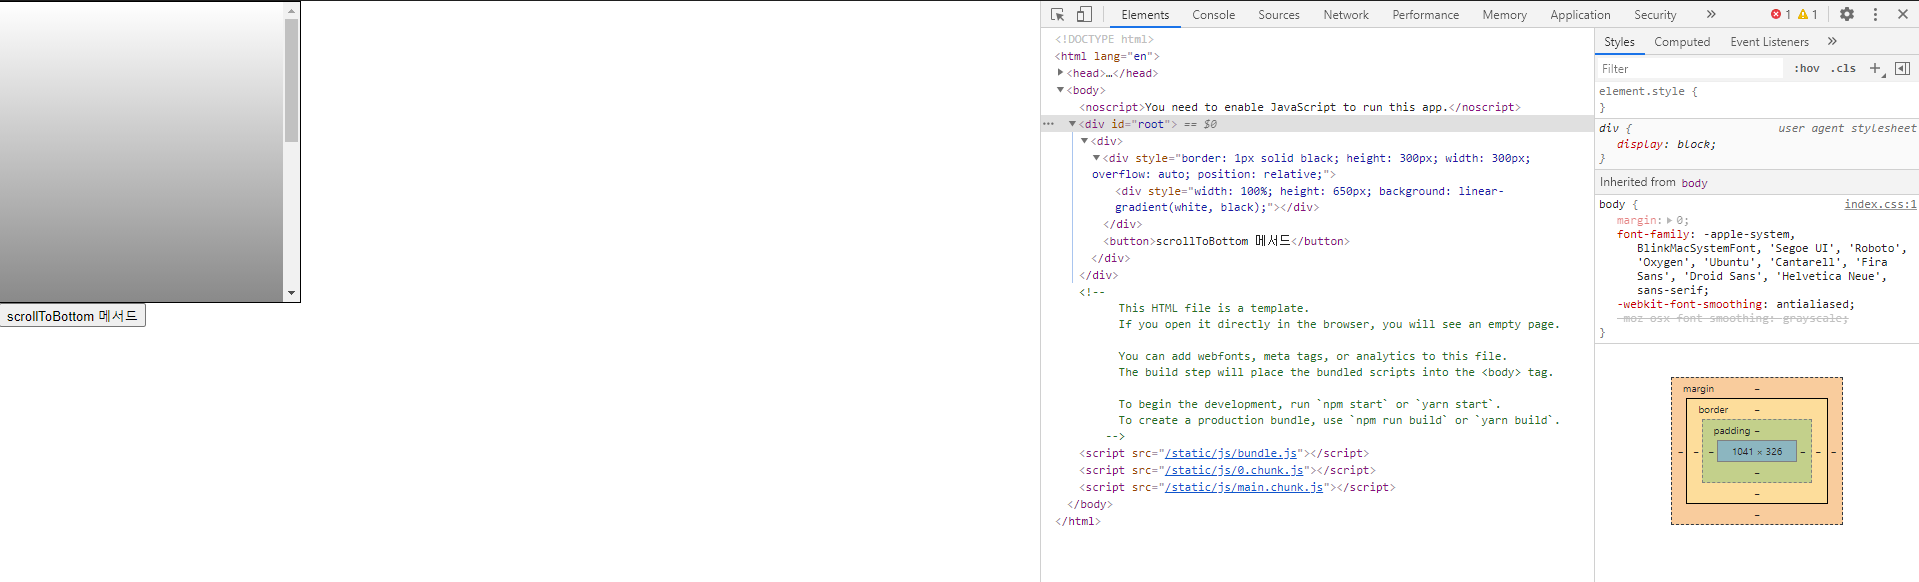 scrollToBottom 메서드
Elements Console Sources Network Performance Memory Application Security » 1 1
<!DOCTYPE html>
<html lang="en">
<head>…</head>
<body>
<noscript>You need to enable JavaScript to run this app.</noscript>
<div id="root"> == $0
<div>
<div style="border: 1px solid black; height: 300px; width: 300px;
overflow: auto; position: relative;">
<div style="width: 100%; height: 650px; background: linear-
gradient(white, black);"></div>
</div>
<button>scrollToBottom 메서드</button>
</div>
</div>
<!--
This HTML file is a template.
If you open it directly in the browser, you will see an empty page.
You can add webfonts, meta tags, or analytics to this file.
The build step will place the bundled scripts into the <body> tag.
To begin the development, run `npm start` or `yarn start`.
To create a production bundle, use `npm run build` or `yarn build`.
-->
<script src="/static/js/bundle.js"></script>
<script src="/static/js/0.chunk.js"></script>
<script src="/static/js/main.chunk.js"></script>
</body>
</html>
Styles Computed Event Listeners »
Filter :hov .cls +
element.style {
}
div { user agent stylesheet
display: block;
}
Inherited from body
body { index.css:1
margin: 0;
font-family: -apple-system,
BlinkMacSystemFont, 'Segoe UI', 'Roboto',
'Oxygen', 'Ubuntu', 'Cantarell', 'Fira
Sans', 'Droid Sans', 'Helvetica Neue',
sans-serif;
-webkit-font-smoothing: antialiased;
-moz-osx-font-smoothing: grayscale;
}
margin –
border –
padding –
– – – 1041 × 326 – – –
–
–
–